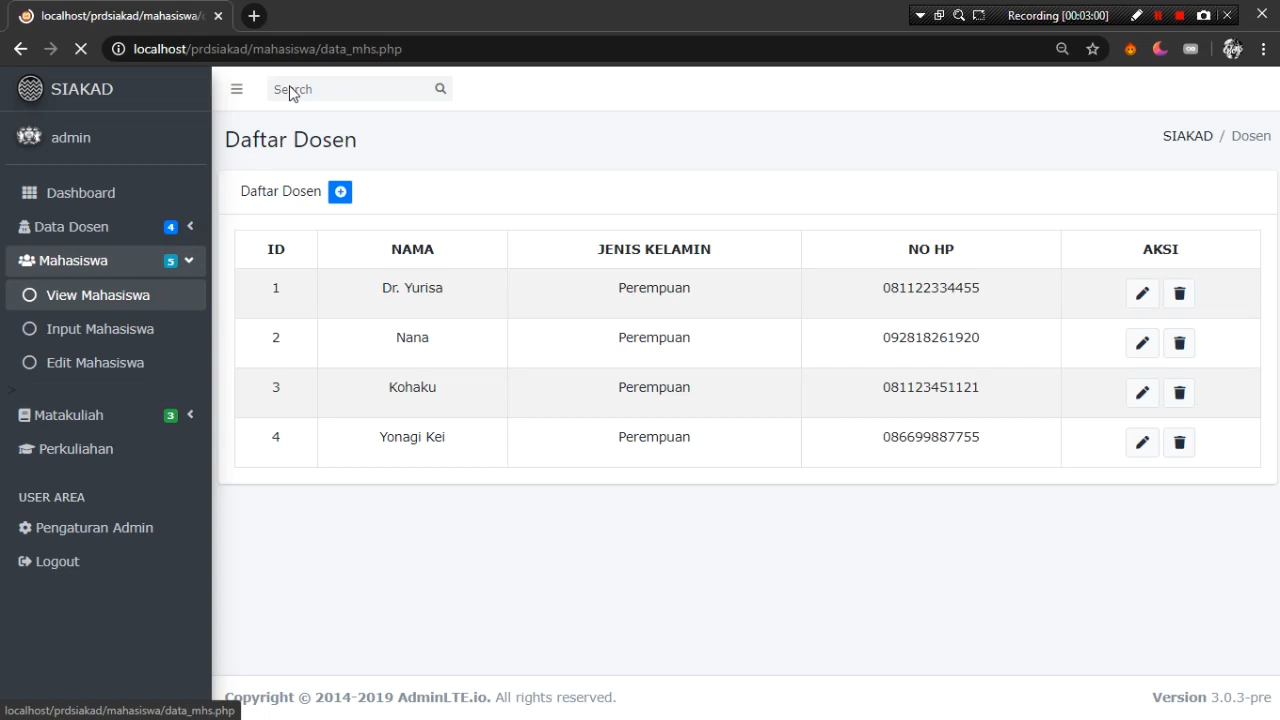 localhost/prdsiakad/mahasiswa/
Recording [00:03:00]
localhost/prdsiakad/mahasiswa/data_mhs.php
SIAKAD
Search
admin
Daftar Dosen
SIAKAD / Dosen
Dashboard
Daftar Dosen
Data Dosen 4
Mahasiswa 5
View Mahasiswa
Input Mahasiswa
Edit Mahasiswa
>
Matakuliah 3
Perkuliahan
USER AREA
Pengaturan Admin
Logout
ID NAMA JENIS KELAMIN NO HP AKSI
1 Dr. Yurisa Perempuan 081122334455
2 Nana Perempuan 092818261920
3 Kohaku Perempuan 081123451121
4 Yonagi Kei Perempuan 086699887755
Copyright © 2014-2019 AdminLTE.io. All rights reserved.
Version 3.0.3-pre
localhost/prdsiakad/mahasiswa/data_mhs.php